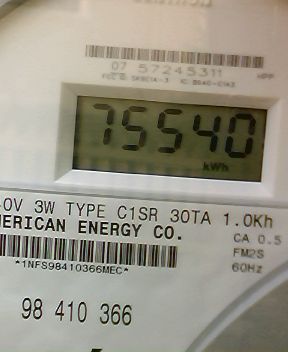 07 57245311
75540
kWh
0V 3W TYPE C1SR 30TA 1.0Kh
MERICAN ENERGY CO.
CA 0.5
FM2S
*1NFS98410366MEC*
60Hz
98 410 366